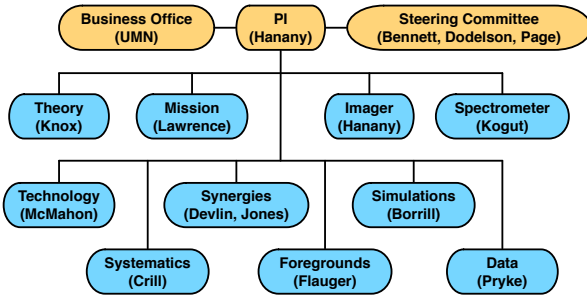 Business Office
(UMN)
PI
(Hanany)
Steering Committee
(Bennett, Dodelson, Page)
Theory
(Knox)
Mission
(Lawrence)
Imager
(Hanany)
Spectrometer
(Kogut)
Technology
(McMahon)
Synergies
(Devlin, Jones)
Simulations
(Borrill)
Systematics
(Crill)
Foregrounds
(Flauger)
Data
(Pryke)